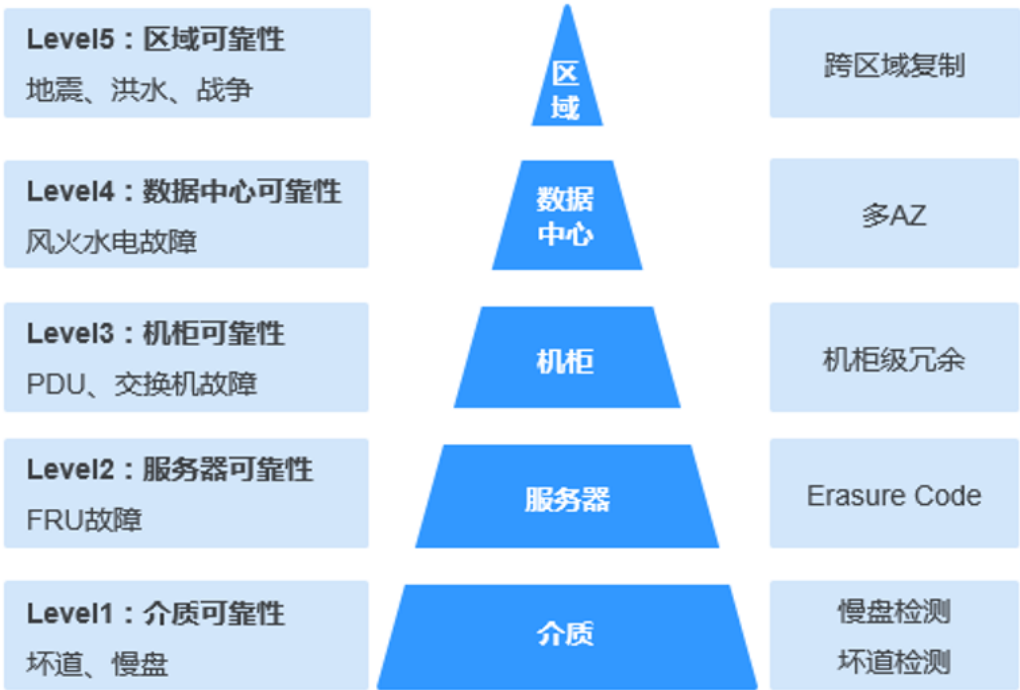 Level5：区域可靠性
地震、洪水、战争
区
域
跨区域复制
Level4：数据中心可靠性
风火水电故障
数据
中心
多AZ
Level3：机柜可靠性
PDU、交换机故障
机柜
机柜级冗余
Level2：服务器可靠性
FRU故障
服务器
Erasure Code
Level1：介质可靠性
坏道、慢盘
介质
慢盘检测
坏道检测